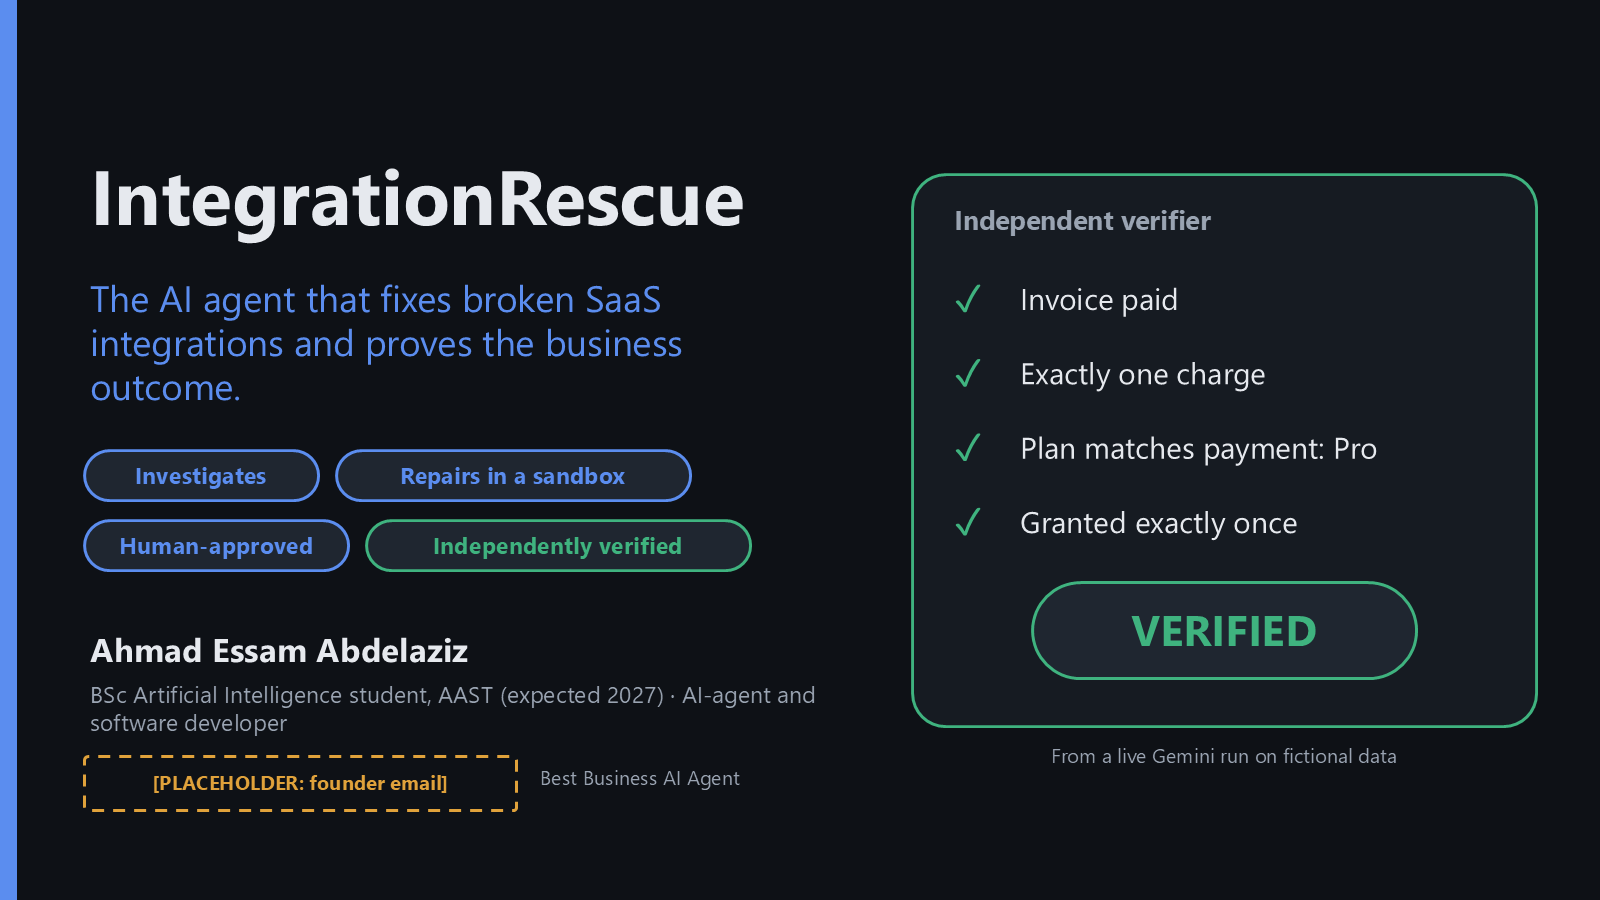 IntegrationRescue
The AI agent that fixes broken SaaS
integrations and proves the business
outcome.
Investigates
Repairs in a sandbox
Human-approved
Independently verified
Ahmad Essam Abdelaziz
BSc Artificial Intelligence student, AAST (expected 2027) · AI-agent and
software developer
[PLACEHOLDER: founder email]
Best Business AI Agent
Independent verifier
✓ Invoice paid
✓ Exactly one charge
✓ Plan matches payment: Pro
✓ Granted exactly once
VERIFIED
From a live Gemini run on fictional data